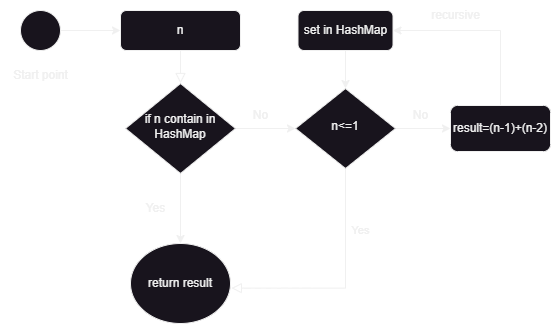 recursive
n
set in HashMap
Start point
if n contain in
HashMap
No
n<=1
No
result=(n-1)+(n-2)
Yes
Yes
return result